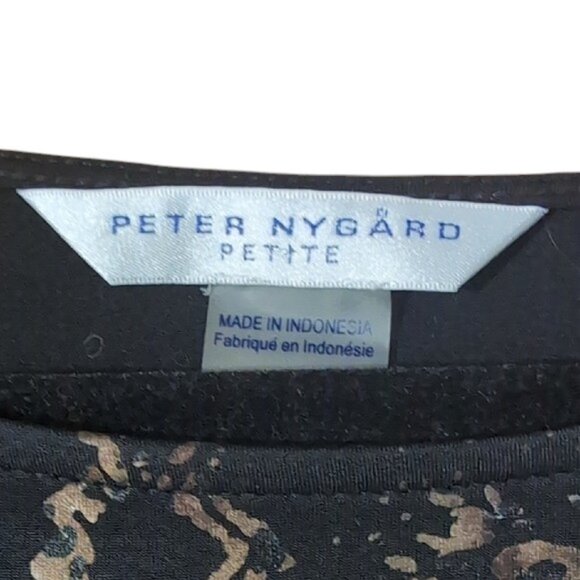 PETER NYGÅRD
PETITE
MADE IN INDONESIA
Fabriqué en Indonésie